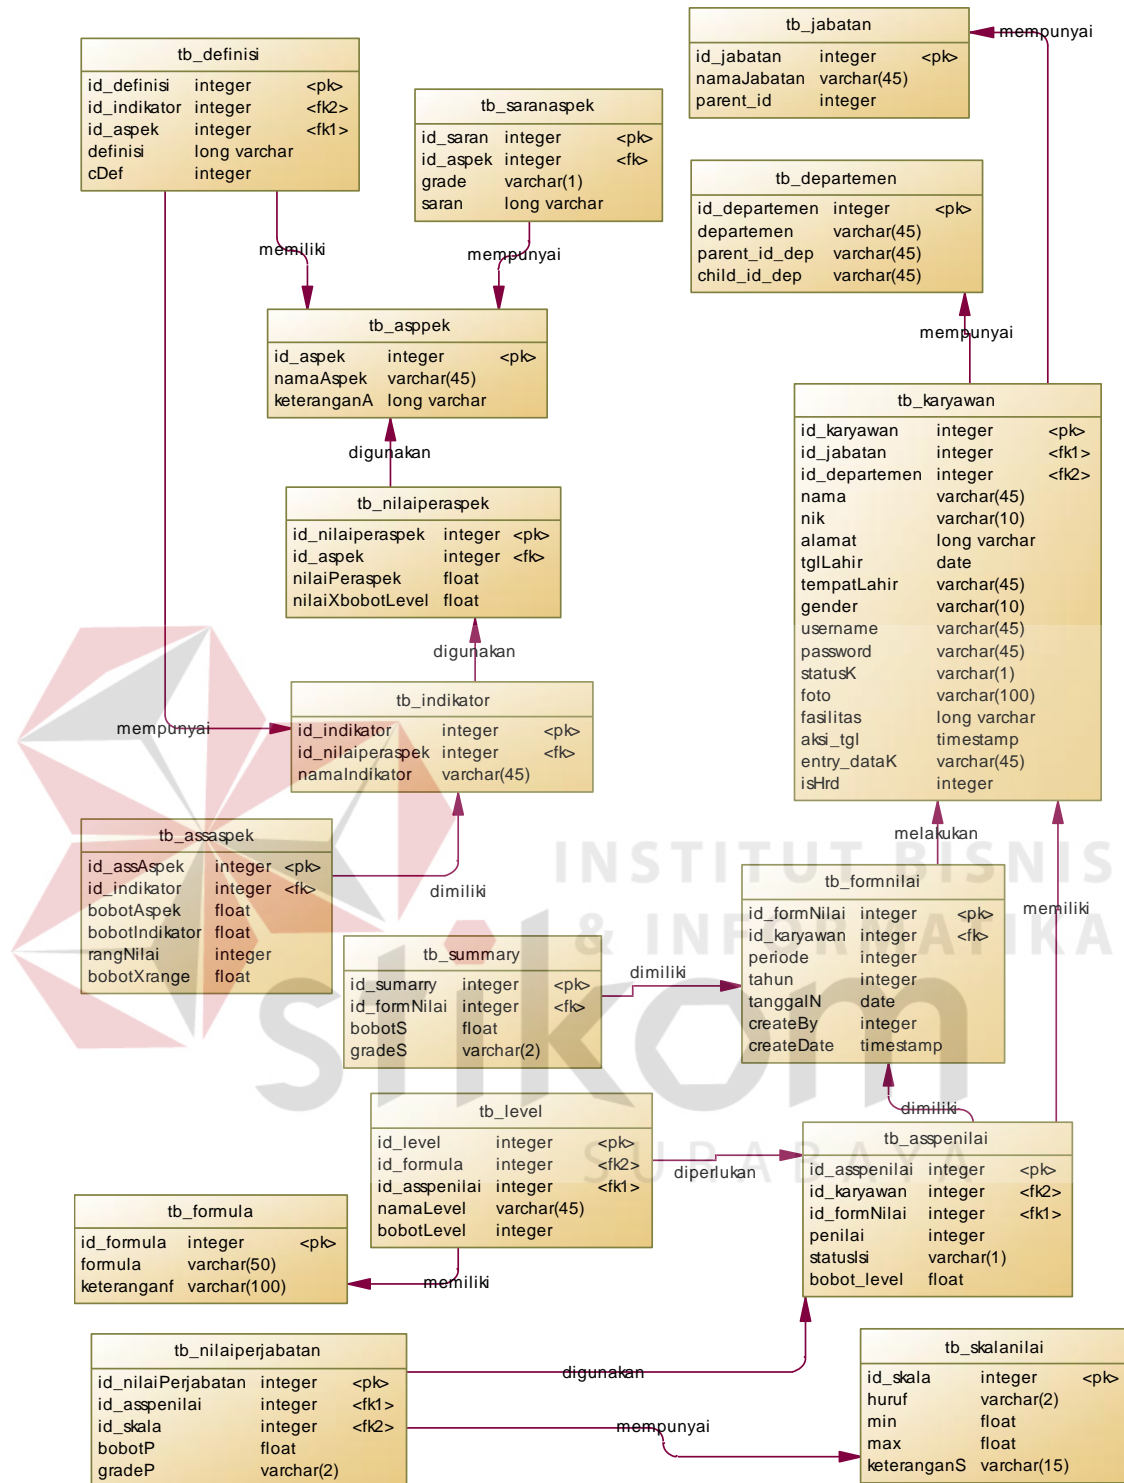 tb_definisi
id_definisi integer <pk>
id_indikator integer <fk2>
id_aspek integer <fk1>
definisi long varchar
cDef integer
tb_saranaspek
id_saran integer <pk>
id_aspek integer <fk>
grade varchar(1)
saran long varchar
tb_jabatan
id_jabatan integer <pk>
namaJabatan varchar(45)
parent_id integer
mempunyai
tb_departemen
id_departemen integer <pk>
departemen varchar(45)
parent_id_dep varchar(45)
child_id_dep varchar(45)
memiliki
mempunyai
mempunyai
tb_asppek
id_aspek integer <pk>
namaAspek varchar(45)
keteranganA long varchar
digunakan
tb_karyawan
id_karyawan integer <pk>
id_jabatan integer <fk1>
id_departemen integer <fk2>
nama varchar(45)
nik varchar(10)
alamat long varchar
tglLahir date
tempatLahir varchar(45)
gender varchar(10)
username varchar(45)
password varchar(45)
statusK varchar(1)
foto varchar(100)
fasilitas long varchar
aksi_tgl timestamp
entry_dataK varchar(45)
isHrd integer
tb_nilaiperaspek
id_nilaiperaspek integer <pk>
id_aspek integer <fk>
nilaiPeraspek float
nilaiXbobotLevel float
digunakan
tb_indikator
id_indikator integer <pk>
id_nilaiperaspek integer <fk>
namaIndikator varchar(45)
mempunyai
tb_assaspek
id_assAspek integer <pk>
id_indikator integer <fk>
bobotAspek float
bobotIndikator float
rangNilai integer
bobotXrange float
dimiliki
melakukan
memiliki
INSTITUT BISNIS
& INFORMATIKA
stikom
SURABAYA
tb_formnilai
id_formNilai integer <pk>
id_karyawan integer <fk>
periode integer
tahun integer
tanggalN date
createBy integer
createDate timestamp
tb_summary
id_sumarry integer <pk>
id_formNilai integer <fk>
bobotS float
gradeS varchar(2)
dimiliki
dimiliki
tb_level
id_level integer <pk>
id_formula integer <fk2>
id_asspenilai integer <fk1>
namaLevel varchar(45)
bobotLevel integer
diperlukan
tb_asspenilai
id_asspenilai integer <pk>
id_karyawan integer <fk2>
id_formNilai integer <fk1>
penilai integer
statusIsi varchar(1)
bobot_level float
tb_formula
id_formula integer <pk>
formula varchar(50)
keteranganf varchar(100)
memiliki
tb_nilaiperjabatan
id_nilaiPerjabatan integer <pk>
id_asspenilai integer <fk1>
id_skala integer <fk2>
bobotP float
gradeP varchar(2)
digunakan
mempunyai
tb_skalanilai
id_skala integer <pk>
huruf varchar(2)
min float
max float
keteranganS varchar(15)